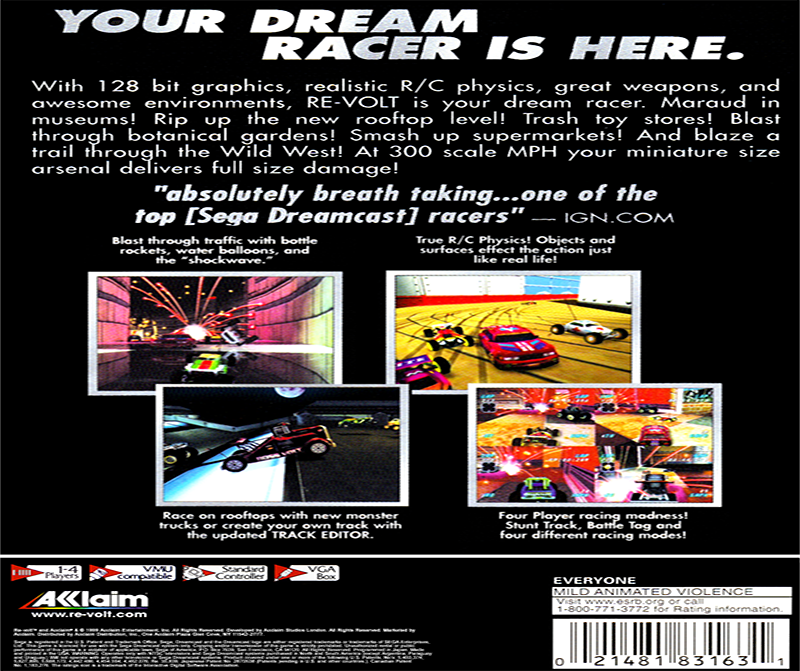 YOUR DREAM
RACER IS HERE.
With 128 bit graphics, realistic R/C physics, great weapons, and
awesome environments, RE-VOLT is your dream racer. Maraud in
museums! Rip up the new rooftop level! Trash toy stores! Blast
through botanical gardens! Smash up supermarkets! And blaze a
trail through the Wild West! At 300 scale MPH your miniature size
arsenal delivers full size damage!
"absolutely breath taking...one of the
top [Sega Dreamcast] racers" — IGN.COM
Blast through traffic with bottle
rockets, water balloons, and
the "shockwave."
True R/C Physics! Objects and
surfaces effect the action just
like real life!
Race on rooftops with new monster
trucks or create your own track with
the updated TRACK EDITOR.
Four Player racing madness!
Stunt Track, Battle Tag and
four different racing modes!
1-4
Players
VMU
compatible
Standard
Controller
VGA
Box
AKklaim
www.re-volt.com
EVERYONE
MILD ANIMATED VIOLENCE
Visit www.esrb.org or call
1-800-771-3772 for Rating information.
0 21481 83163 1